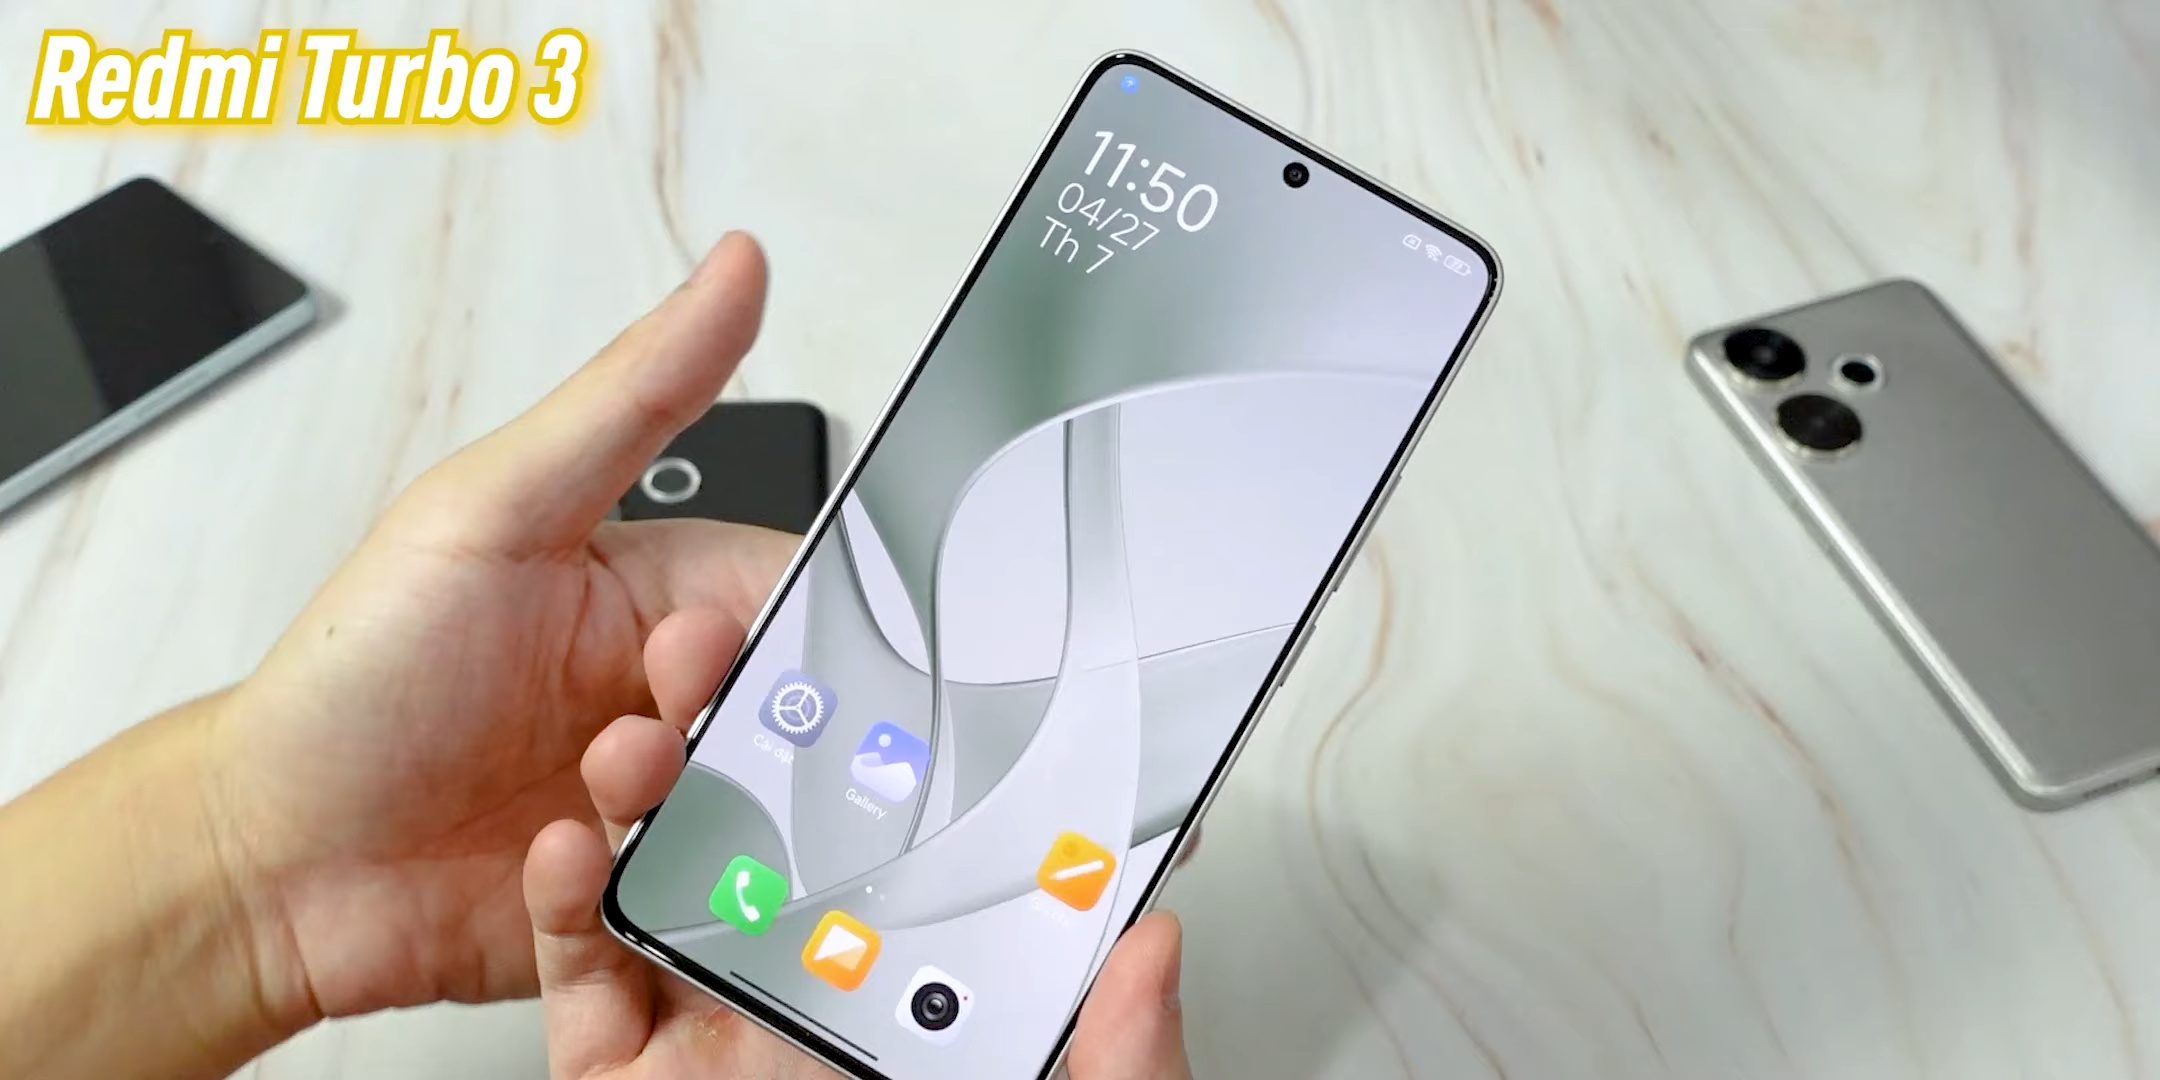 Redmi Turbo 3
11:50
04/27
Th 7
Cài đặt
Gallery